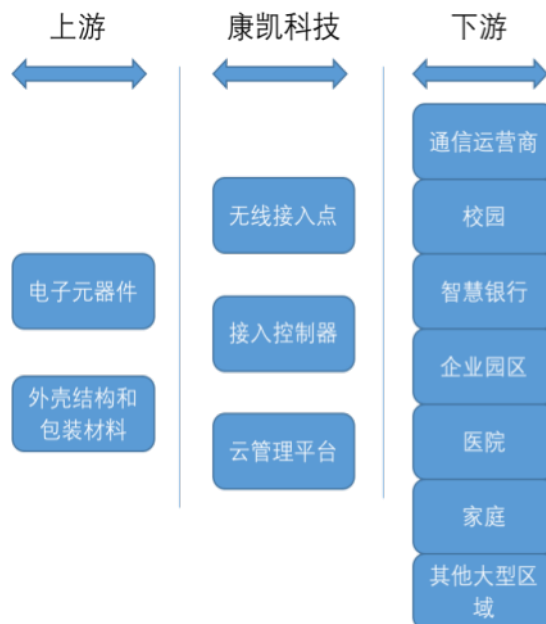 上游
康凯科技
下游
通信运营商
无线接入点
校园
电子元器件
智慧银行
接入控制器
企业园区
外壳结构和
包装材料
云管理平台
医院
家庭
其他大型区
域